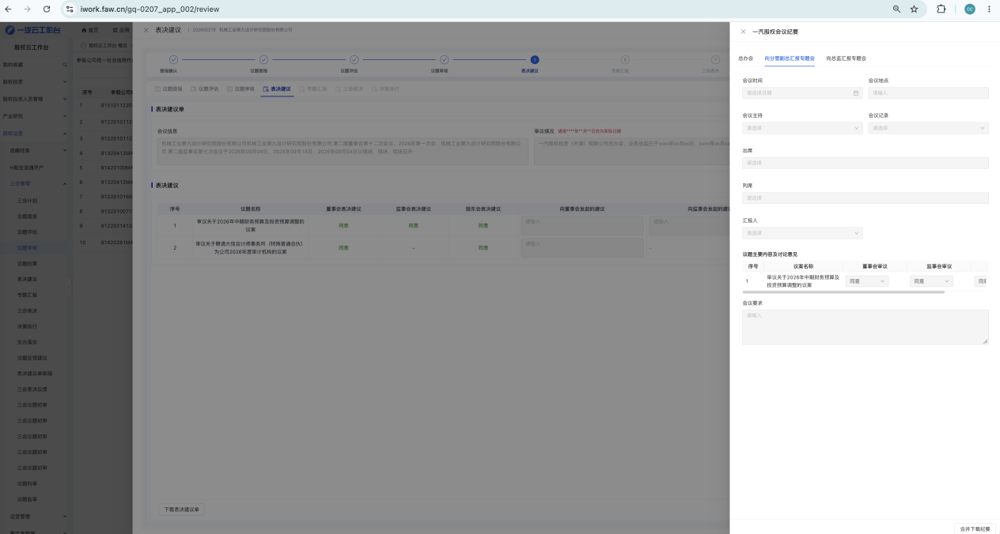 iwork.faw.cn/gq-0207_app_002/review
一汽云工作台
首页
应用
股权云工作台
股权云工作台 概览
我的收藏
股权投资
股权投资人员管理
产业研究
股权运营
战略任务
三会管理
三会计划
议题提报
议题评估
议题审核
议题核票
表决建议
专题汇报
三会表决
决策执行
交办落实
议题反馈建议
表决建议单审阅
三会表决反馈
三会议题初审
三会议题初审
三会议题初审
三会议题初审
三会议题初审
议题科审
议题监审
运营管理
参股公司统一社会信用代
序号
参股公司
1
2
3
4
5
6
7
8
9
10
表决建议
202600279
机械工业第九设计研究院股份有限公司
提报确认
议题提报
议题评估
议题审核
5
表决建议
6
专题汇报
7
三会表决
议题提报
议题评估
议题审核
表决建议
专题汇报
三会表决
决策执行
表决建议单
会议信息
机械工业第九设计研究院股份有限公司机械工业第九设计研究院股份有限公司 第二届董事会第十二次会议、2026年第一次会、机械工业第九设计研究院股份有限公
司 第二届监事会第七次会议于2026年09月04日、2026年09月18日、2026年09月04日以现场、现场、现场召开
审议情况
请将****年**月**日改为实际日期
一汽股权投资（天津）有限公司总办会、业务总监已于xxxx年xx月xx日、xxxx年xx月xx
表决建议
序号
议题名称
董事会表决建议
监事会表决建议
股东会表决建议
向董事会发起的建议
向监事会发起的建议
1
审议关于2026年中期财务预算及投资预算调整的
议案
同意
同意
同意
请输入
请输入
2
审议关于聘请大信会计师事务所（特殊普通合伙）
为公司2026年度审计机构的议案
同意
-
同意
请输入
-
下载表决建议单
一汽股权会议纪要
总办会
向分管副总汇报专题会
向总监汇报专题会
会议时间
会议地点
请选择日期
请输入
会议主持
会议记录
请选择
请选择
出席
请选择
列席
请选择
汇报人
请选择
议题主要内容及讨论意见
序号
议案名称
董事会审议
监事会审议
1
审议关于2026年中期财务预算及
投资预算调整的议案
同意
同意
同意
会议要求
请输入
合并下载纪要